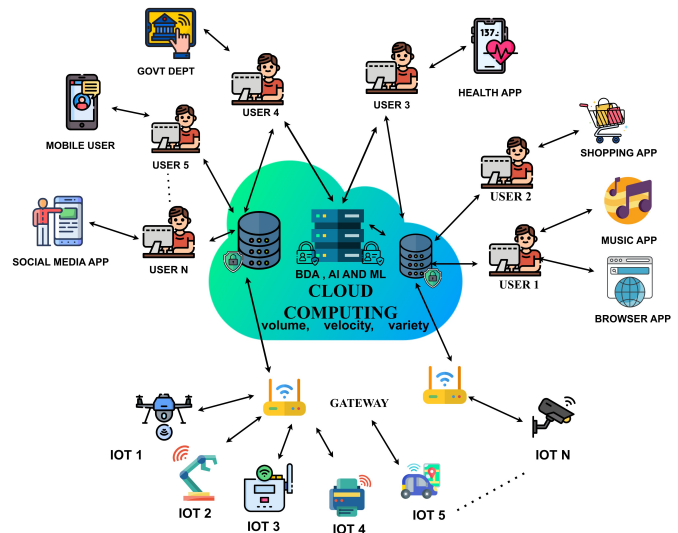 137
GOVT DEPT
USER 4
USER 3
HEALTH APP
MOBILE USER
USER 5
USER 2
SHOPPING APP
SOCIAL MEDIA APP
USER N
USER 1
MUSIC APP
BROWSER APP
BDA , AI AND ML
CLOUD
COMPUTING
volume, velocity, variety
GATEWAY
IOT 1
IOT 2
IOT 3
IOT 4
IOT 5
IOT N